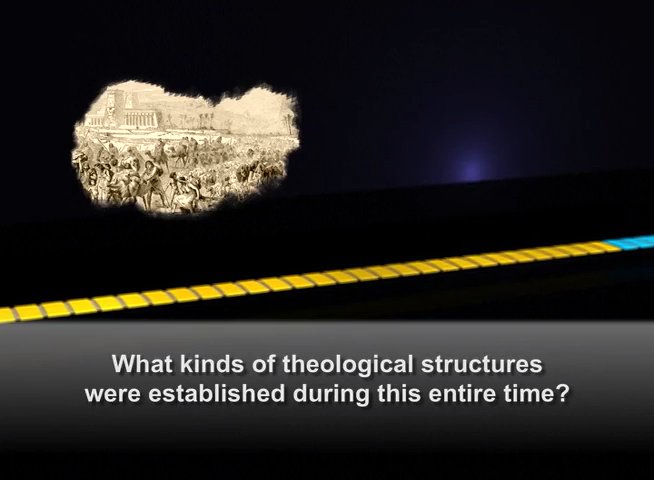 What kinds of theological structures
were established during this entire time?